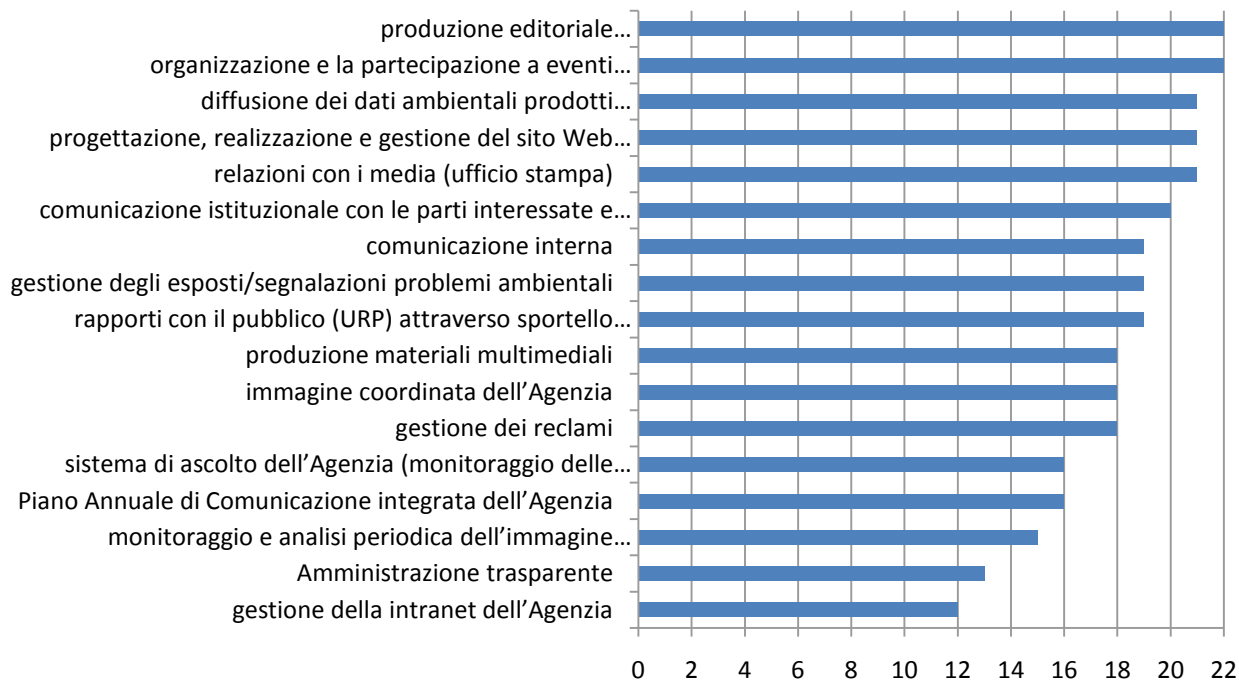 produzione editoriale...
organizzazione e la partecipazione a eventi...
diffusione dei dati ambientali prodotti...
progettazione, realizzazione e gestione del sito Web...
relazioni con i media (ufficio stampa)
comunicazione istituzionale con le parti interessate e...
comunicazione interna
gestione degli esposti/segnalazioni problemi ambientali
rapporti con il pubblico (URP) attraverso sportello...
produzione materiali multimediali
immagine coordinata dell'Agenzia
gestione dei reclami
sistema di ascolto dell'Agenzia (monitoraggio delle...
Piano Annuale di Comunicazione integrata dell'Agenzia
monitoraggio e analisi periodica dell'immagine...
Amministrazione trasparente
gestione della intranet dell'Agenzia
0 2 4 6 8 10 12 14 16 18 20 22